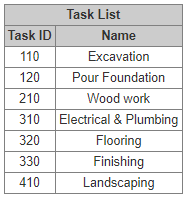 Task List
Task ID Name
110 Excavation
120 Pour Foundation
210 Wood work
310 Electrical & Plumbing
320 Flooring
330 Finishing
410 Landscaping